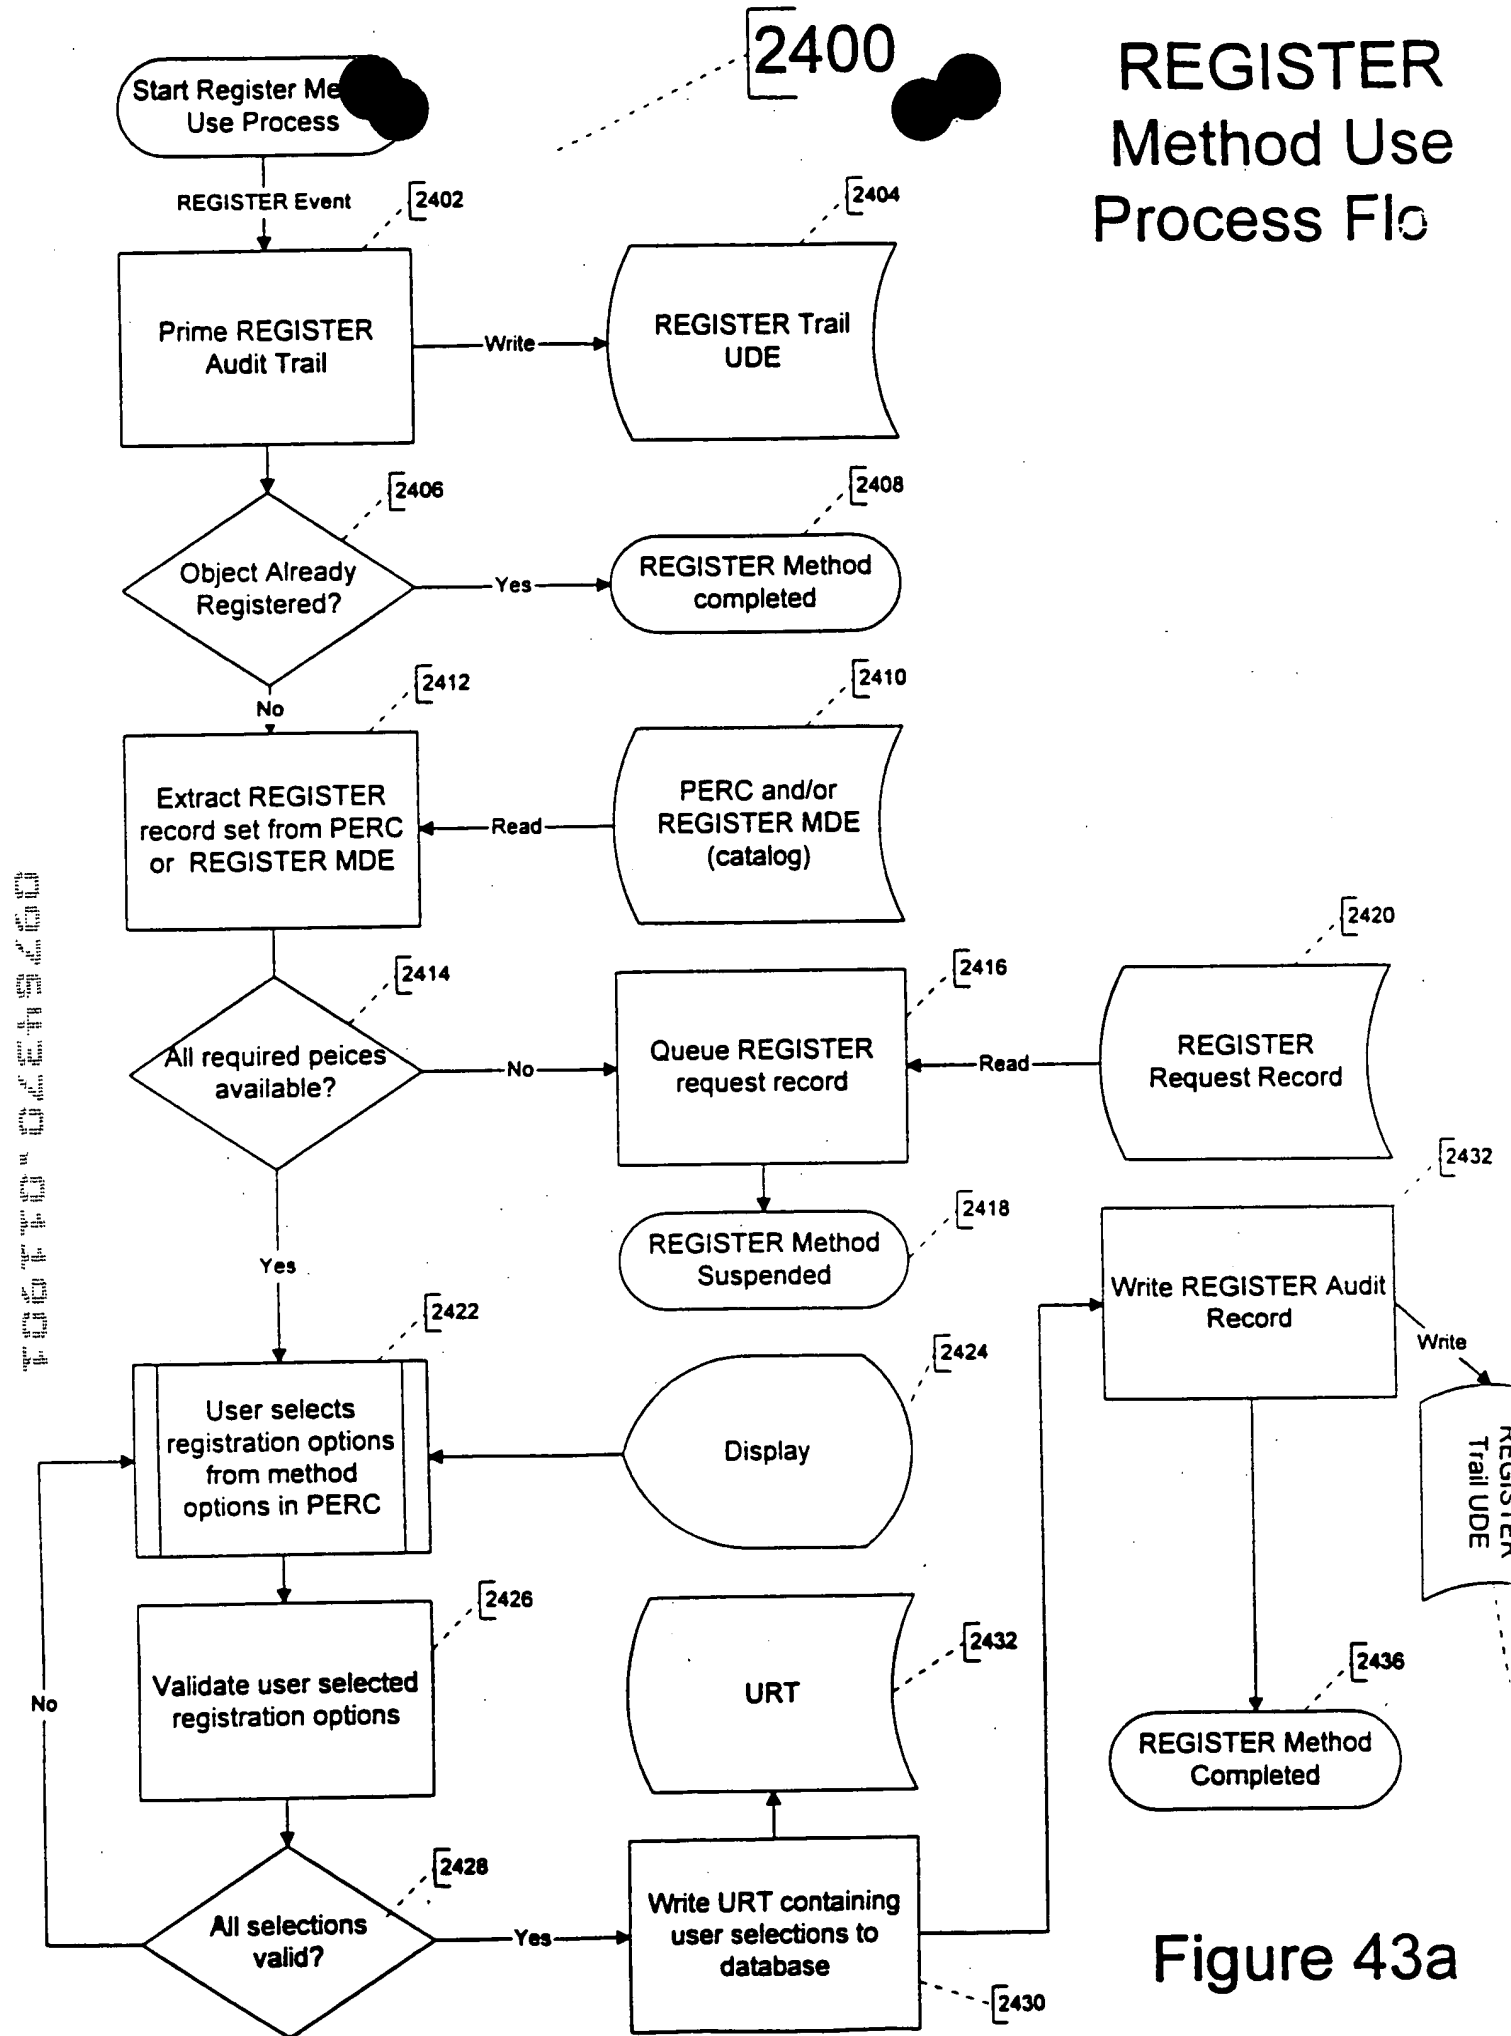 2400
REGISTER
Method Use
Process Flo
Start Register Me
Use Process
REGISTER Event
2402
2404
Prime REGISTER
Audit Trail
Write
REGISTER Trail
UDE
2406
2408
Object Already
Registered?
Yes
REGISTER Method
completed
No
2412
2410
Extract REGISTER
record set from PERC
or REGISTER MDE
Read
PERC and/or
REGISTER MDE
(catalog)
2414
2416
2420
All required peices
available?
No
Queue REGISTER
request record
Read
REGISTER
Request Record
2432
2418
Yes
REGISTER Method
Suspended
Write REGISTER Audit
Record
Write
2422
2424
User selects
registration options
from method
options in PERC
Display
REGISTER
Trail UDE
2426
2432
Validate user selected
registration options
URT
No
2436
REGISTER Method
Completed
2428
All selections
valid?
Yes
Write URT containing
user selections to
database
2430
Figure 43a
09764370.011901